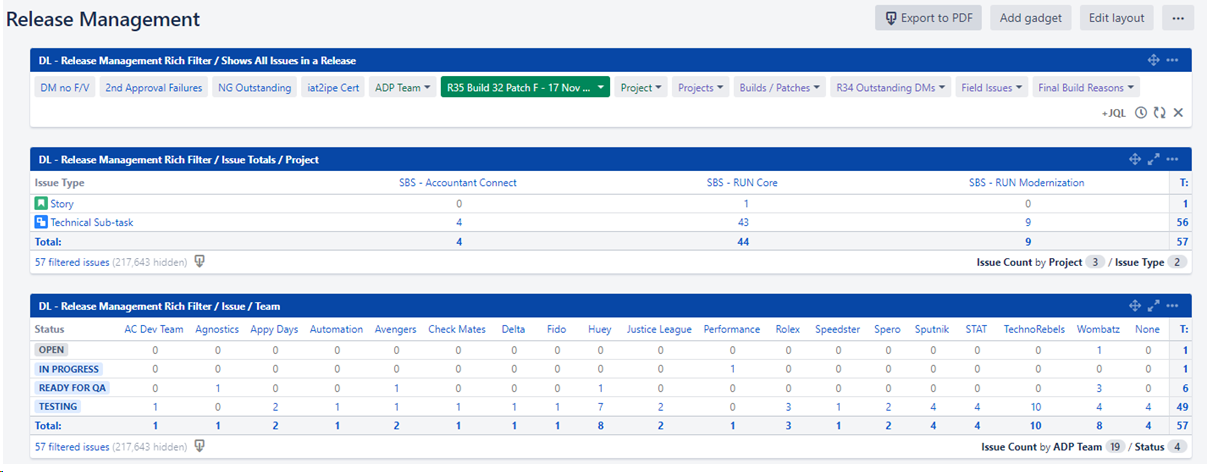 Release Management
Export to PDF Add gadget Edit layout ...
DL - Release Management Rich Filter / Shows All Issues in a Release
DM no F/V 2nd Approval Failures NG Outstanding iat2ipe Cert ADP Team R35 Build 32 Patch F - 17 Nov ... Project Projects Builds / Patches R34 Outstanding DMs Field Issues Final Build Reasons
+JQL
DL - Release Management Rich Filter / Issue Totals / Project
Issue Type SBS - Accountant Connect SBS - RUN Core SBS - RUN Modernization T:
Story 0 1 0 1
Technical Sub-task 4 43 9 56
Total: 4 44 9 57
57 filtered issues (217,643 hidden) Issue Count by Project 3 / Issue Type 2
DL - Release Management Rich Filter / Issue / Team
Status AC Dev Team Agnostics Appy Days Automation Avengers Check Mates Delta Fido Huey Justice League Performance Rolex Speedster Spero Sputnik STAT TechnoRebels Wombatz None T:
OPEN 0 0 0 0 0 0 0 0 0 0 0 0 0 0 0 0 0 1 0 1
IN PROGRESS 0 0 0 0 0 0 0 0 0 0 1 0 0 0 0 0 0 0 0 1
READY FOR QA 0 1 0 0 1 0 0 0 1 0 0 0 0 0 0 0 0 3 0 6
TESTING 1 0 2 1 1 1 1 1 7 2 0 3 1 2 4 4 10 4 4 49
Total: 1 1 2 1 2 1 1 1 8 2 1 3 1 2 4 4 10 8 4 57
57 filtered issues (217,643 hidden) Issue Count by ADP Team 19 / Status 4